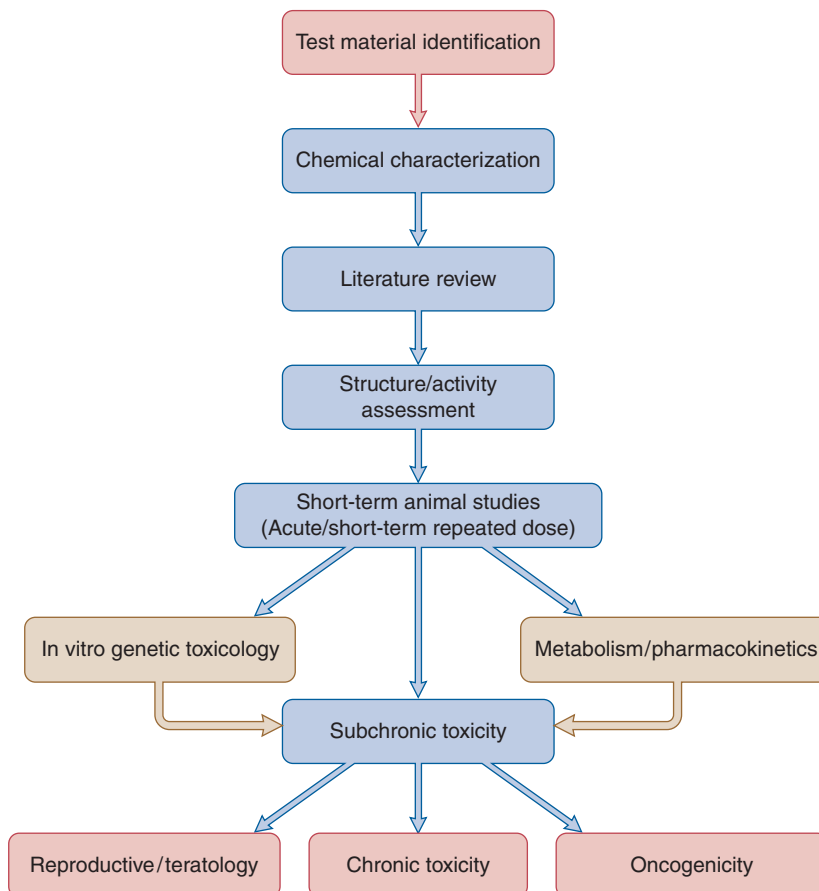 Test material identification
Chemical characterization
Literature review
Structure/activity
assessment
Short-term animal studies
(Acute/short-term repeated dose)
In vitro genetic toxicology
Metabolism/pharmacokinetics
Subchronic toxicity
Reproductive/teratology
Chronic toxicity
Oncogenicity